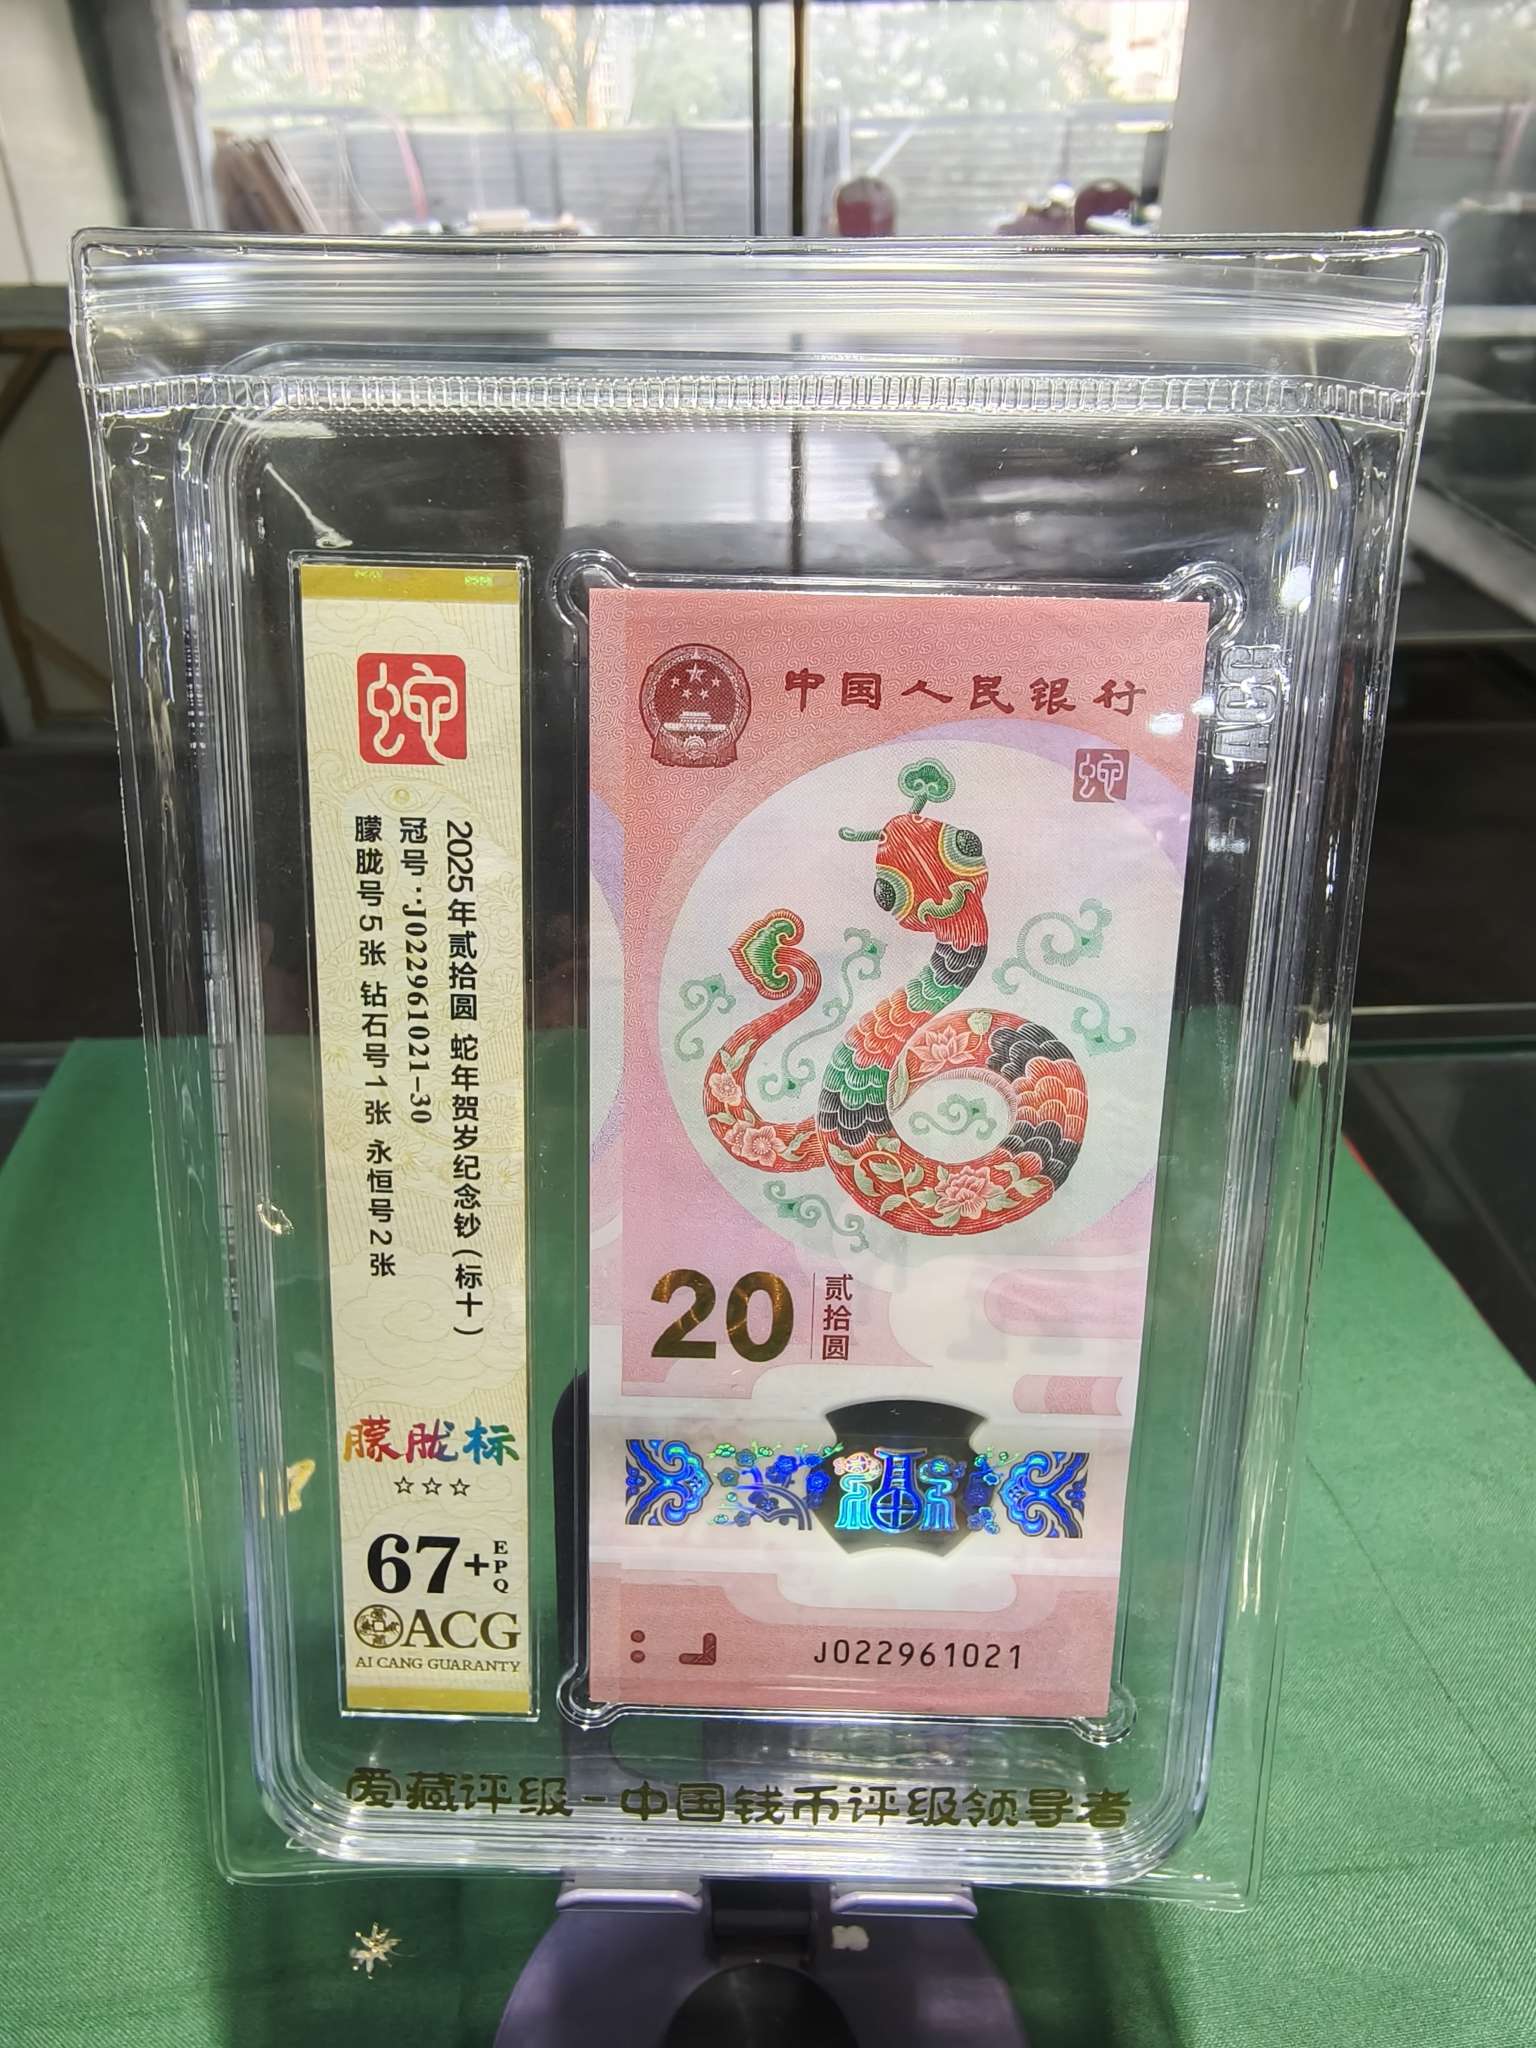 蛇
2025年贰拾圆 蛇年贺岁纪念钞(标十)
冠号:J022961021-30
朦胧号5张 钻石号1张 永恒号2张
朦胧标
☆☆☆
67+EPQ
ACG
AI CANG GUARANTY
中国人民银行
蛇
20 贰拾圆
福
J022961021
ACG
爱藏评级-中国钱币评级领导者